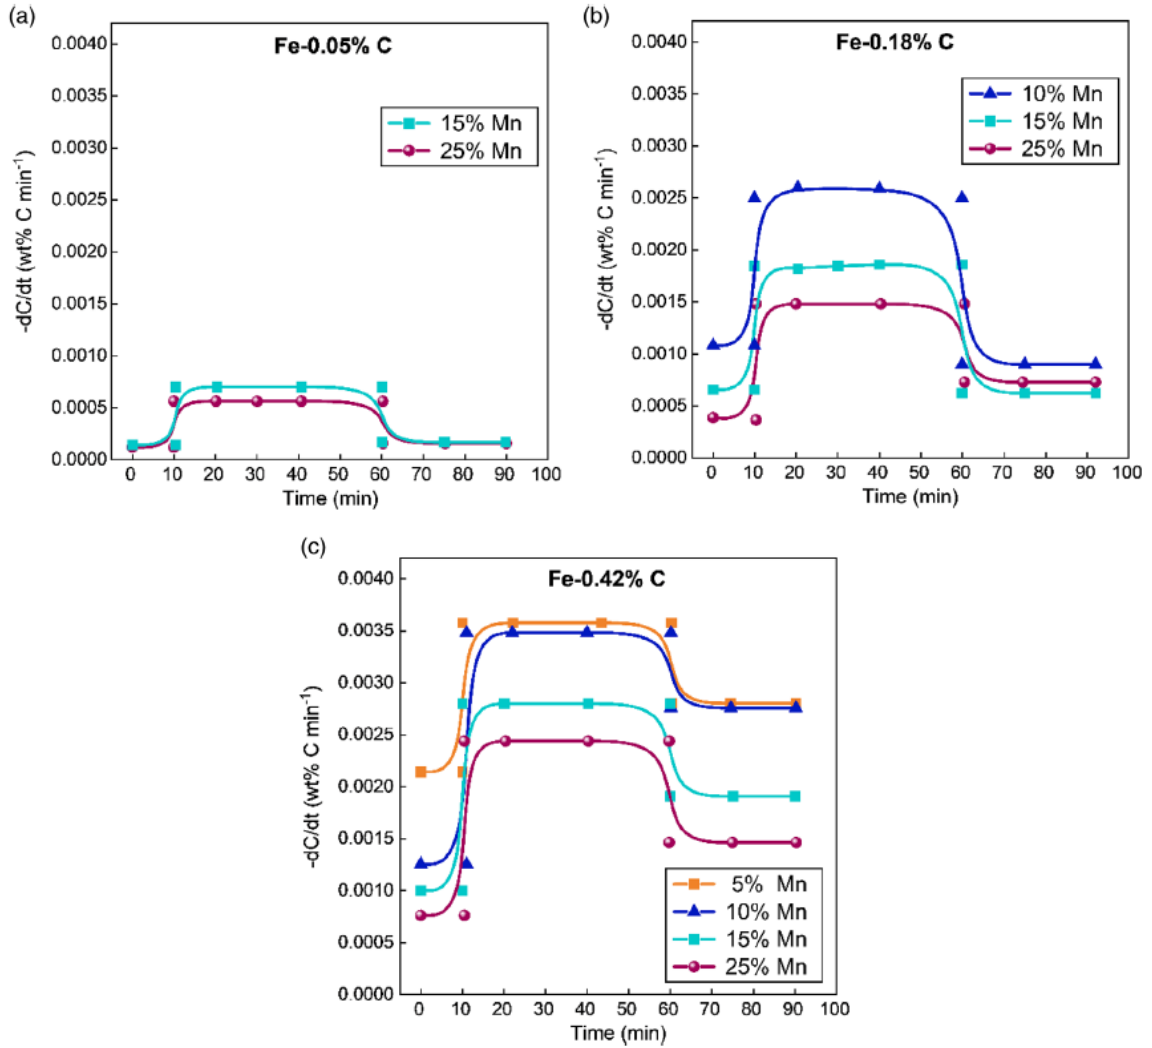 (a)
Fe-0.05% C
0.0040
0.0035
0.0030
0.0025
0.0020
0.0015
0.0010
0.0005
0.0000
-dC/dt (wt% C min⁻¹)
15% Mn
25% Mn
0 10 20 30 40 50 60 70 80 90 100
Time (min)
(b)
Fe-0.18% C
0.0040
0.0035
0.0030
0.0025
0.0020
0.0015
0.0010
0.0005
0.0000
-dC/dt (wt% C min⁻¹)
10% Mn
15% Mn
25% Mn
0 10 20 30 40 50 60 70 80 90 100
Time (min)
(c)
Fe-0.42% C
0.0040
0.0035
0.0030
0.0025
0.0020
0.0015
0.0010
0.0005
0.0000
-dC/dt (wt% C min⁻¹)
5% Mn
10% Mn
15% Mn
25% Mn
0 10 20 30 40 50 60 70 80 90 100
Time (min)